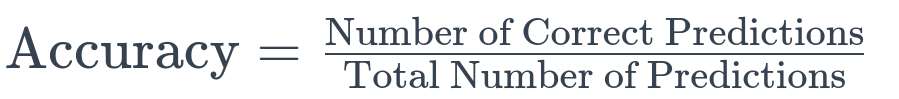 Accuracy = Number of Correct Predictions
Total Number of Predictions